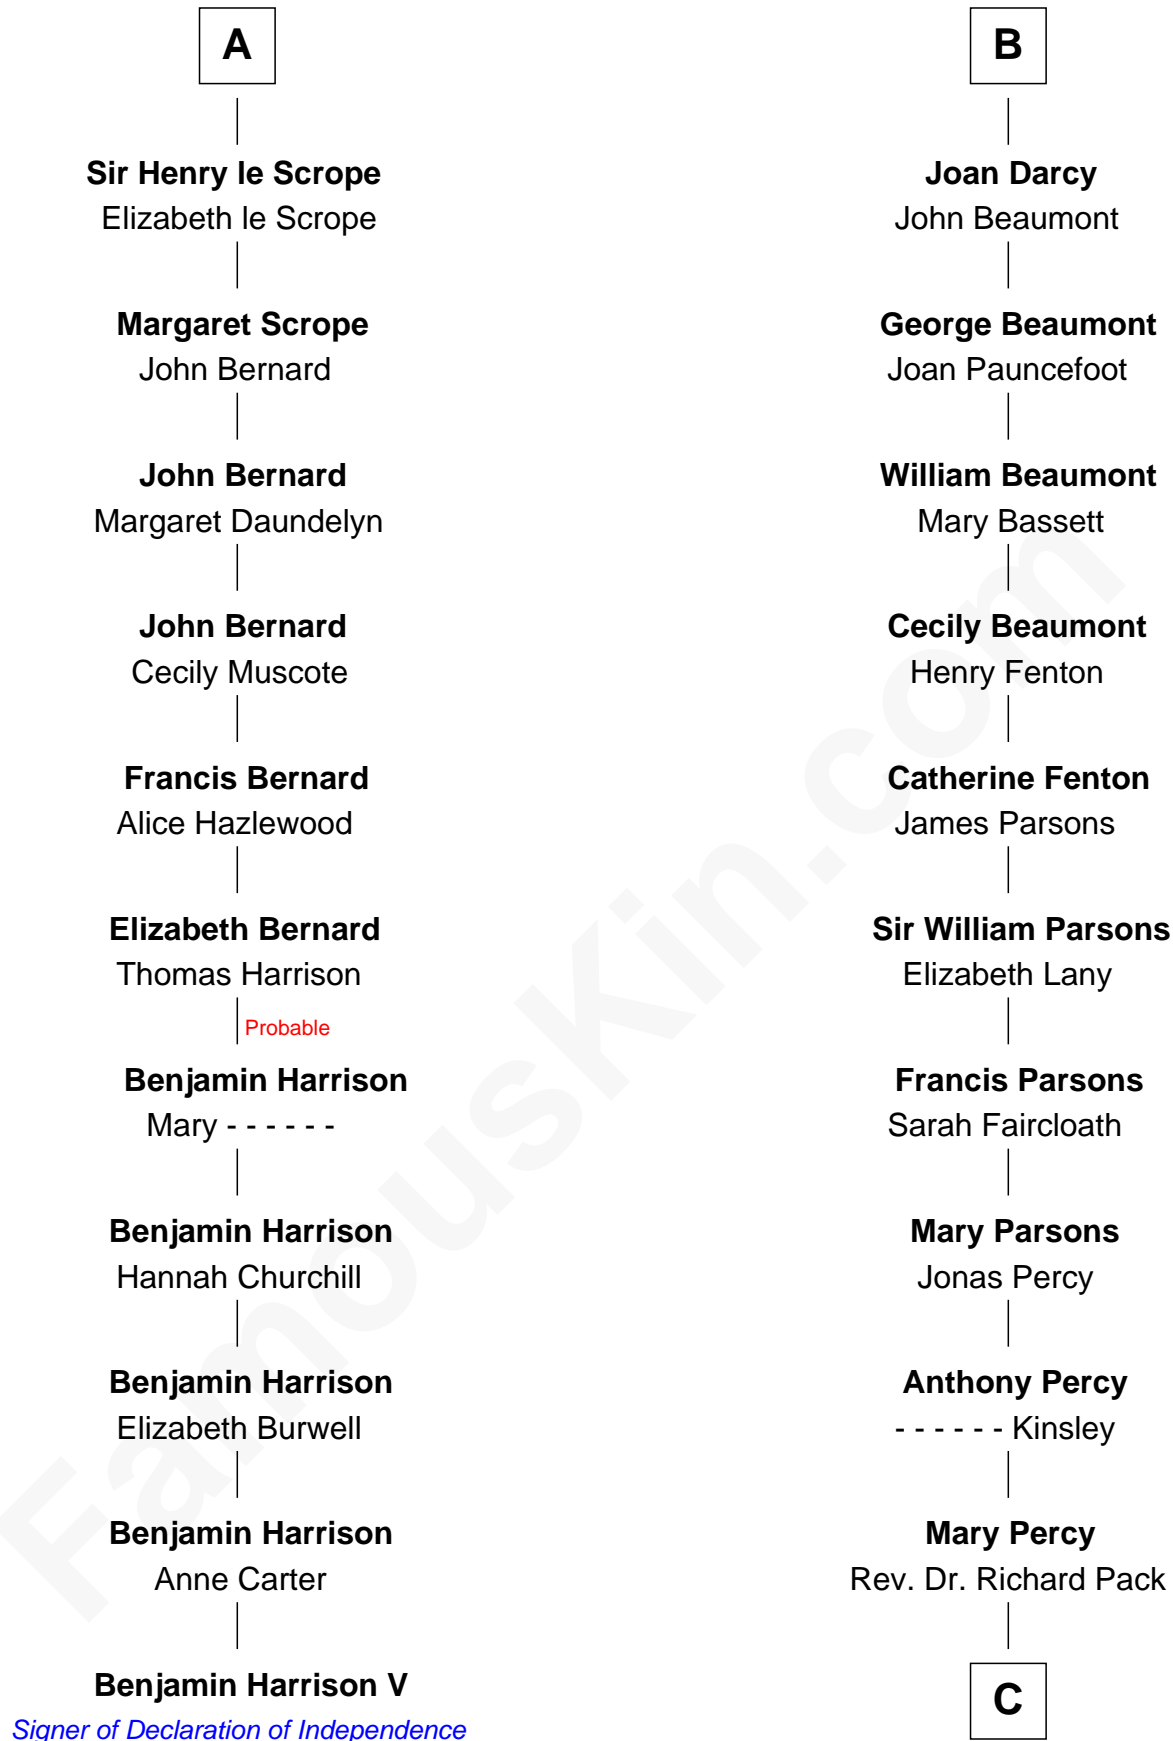 A
Sir Henry le Scrope
Elizabeth le Scrope
Margaret Scrope
John Bernard
John Bernard
Margaret Daundelyn
John Bernard
Cecily Muscote
Francis Bernard
Alice Hazlewood
Elizabeth Bernard
Thomas Harrison
Probable
Benjamin Harrison
Mary - - - - - -
Benjamin Harrison
Hannah Churchill
Benjamin Harrison
Elizabeth Burwell
Benjamin Harrison
Anne Carter
Benjamin Harrison V
Signer of Declaration of Independence
B
Joan Darcy
John Beaumont
George Beaumont
Joan Pauncefoot
William Beaumont
Mary Bassett
Cecily Beaumont
Henry Fenton
Catherine Fenton
James Parsons
Sir William Parsons
Elizabeth Lany
Francis Parsons
Sarah Faircloath
Mary Parsons
Jonas Percy
Anthony Percy
- - - - - - Kinsley
Mary Percy
Rev. Dr. Richard Pack
C
FamousKin.com